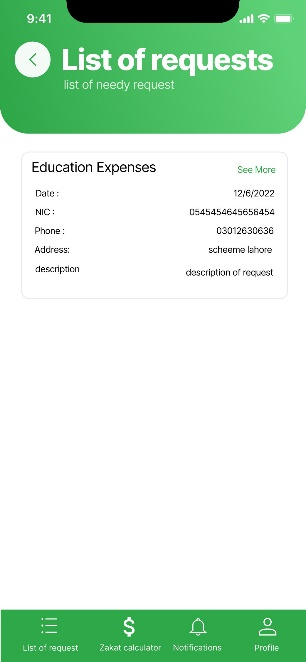 9:41
List of requests
list of needy request
Education Expenses
See More
Date : 12/6/2022
NIC : 0545454645656454
Phone : 03012630636
Address: scheeme lahore
description description of request
List of request Zakat calculator Notifications Profile